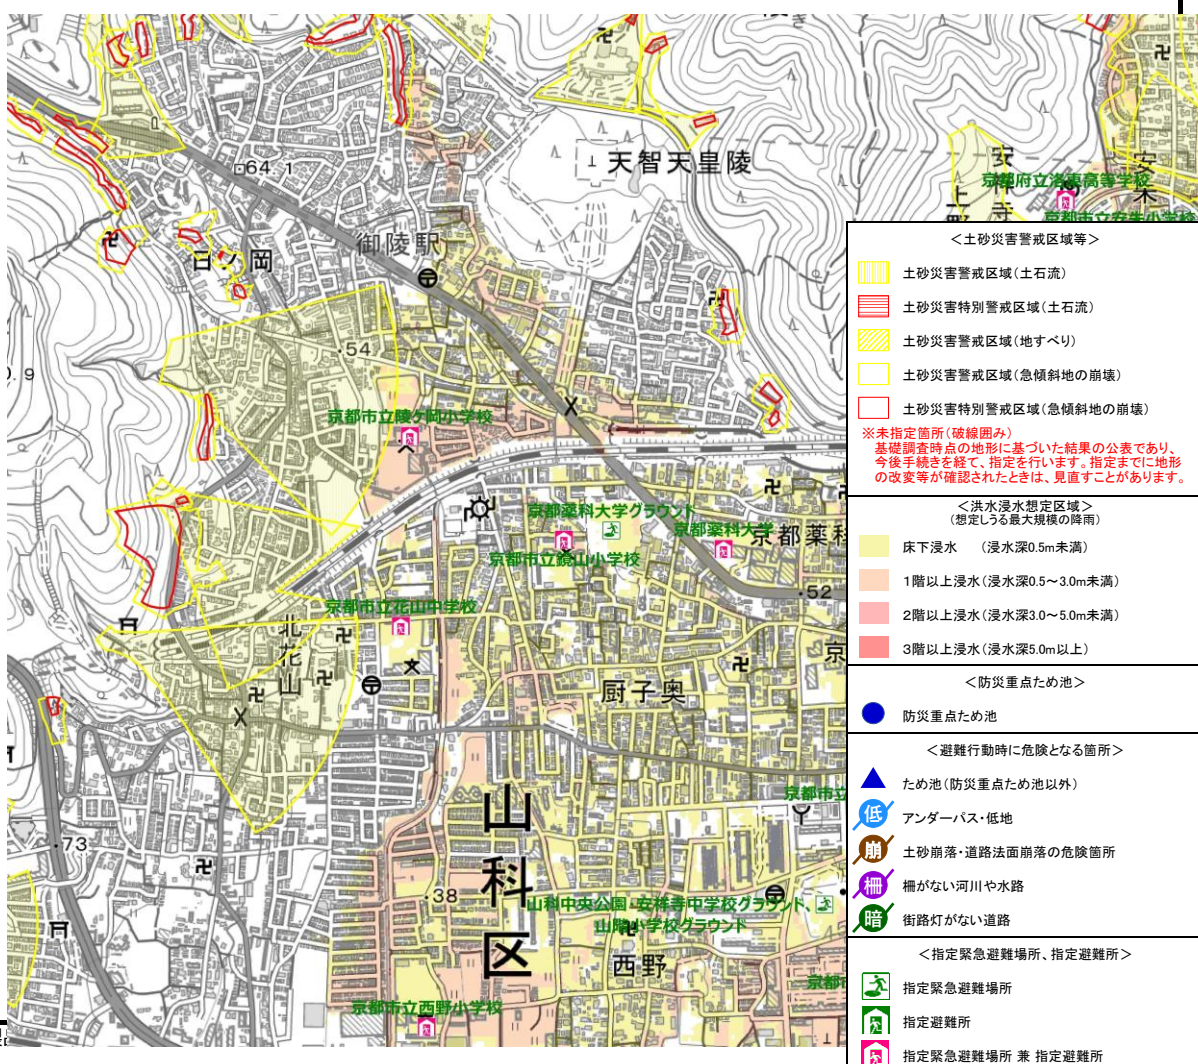 天智天皇陵
安祥寺
上野
安朱
京都府立洛東高等学校
京都市立安朱小学校
64.1
御陵駅
日ノ岡
54
京都市立陵ケ岡小学校
京都薬科大学グラウンド
京都薬科大学
京都薬科
京都市立鏡山小学校
52
京都市立花山中学校
北花山
厨子奥
京
山科区
京都市立
73
38
山科中央公園・安祥寺中学校グラウンド、
山階小学校グラウンド
西野
京都市
京都市立西野小学校
＜土砂災害警戒区域等＞
土砂災害警戒区域(土石流)
土砂災害特別警戒区域(土石流)
土砂災害警戒区域(地すべり)
土砂災害警戒区域(急傾斜地の崩壊)
土砂災害特別警戒区域(急傾斜地の崩壊)
※未指定箇所(破線囲み)
基礎調査時点の地形に基づいた結果の公表であり、
今後手続きを経て、指定を行います。指定までに地形
の改変等が確認されたときは、見直すことがあります。
＜洪水浸水想定区域＞
(想定しうる最大規模の降雨)
床下浸水 (浸水深0.5m未満)
1階以上浸水(浸水深0.5～3.0m未満)
2階以上浸水(浸水深3.0～5.0m未満)
3階以上浸水(浸水深5.0m以上)
＜防災重点ため池＞
防災重点ため池
＜避難行動時に危険となる箇所＞
ため池(防災重点ため池以外)
低 アンダーパス・低地
崩 土砂崩落・道路法面崩落の危険箇所
柵 柵がない河川や水路
暗 街路灯がない道路
＜指定緊急避難場所、指定避難所＞
指定緊急避難場所
指定避難所
指定緊急避難場所 兼 指定避難所